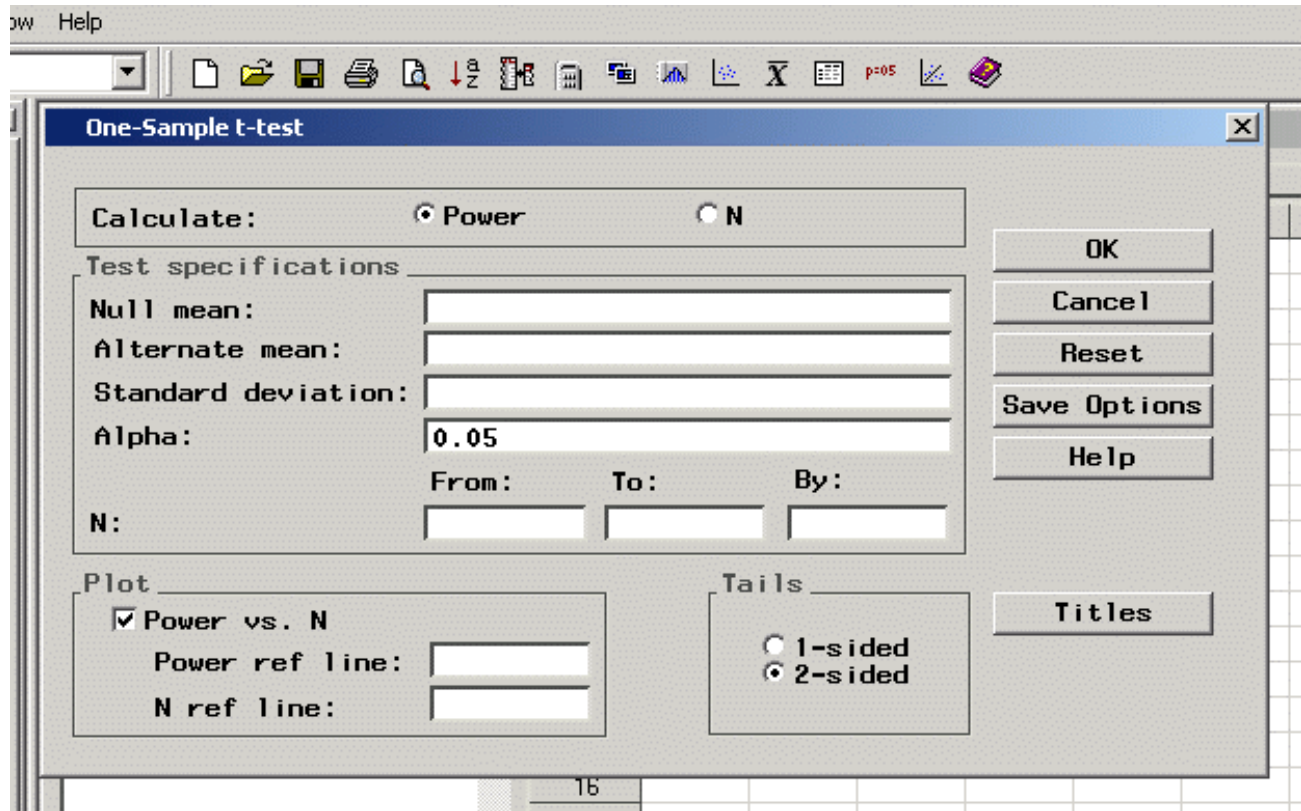 ow Help
a
z
X
p=05
One-Sample t-test
Calculate: Power N
Test specifications
Null mean:
Alternate mean:
Standard deviation:
Alpha: 0.05
From: To: By:
N:
Plot
Power vs. N
Power ref line:
N ref line:
Tails
1-sided
2-sided
OK
Cancel
Reset
Save Options
Help
Titles
16